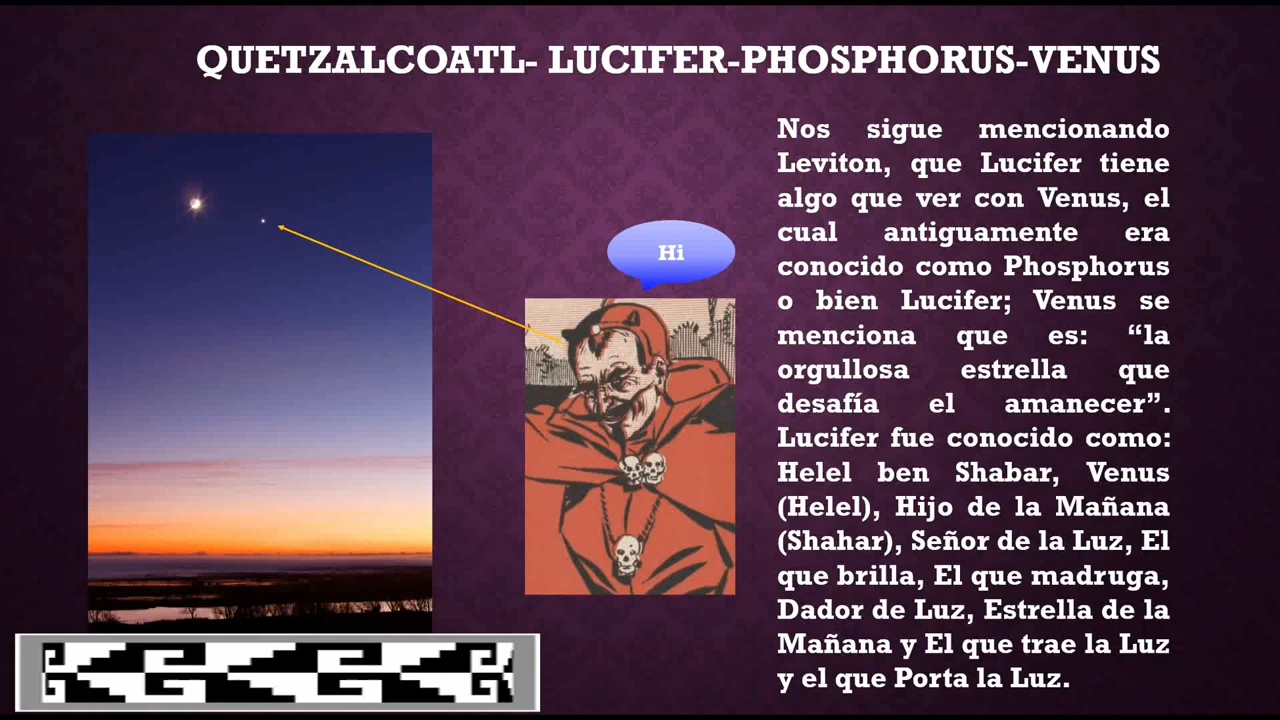 QUETZALCOATL- LUCIFER-PHOSPHORUS-VENUS
Hi
Nos sigue mencionando
Leviton, que Lucifer tiene
algo que ver con Venus, el
cual antiguamente era
conocido como Phosphorus
o bien Lucifer; Venus se
menciona que es: “la
orgullosa estrella que
desafía el amanecer”.
Lucifer fue conocido como:
Helel ben Shabar, Venus
(Helel), Hijo de la Mañana
(Shahar), Señor de la Luz, El
que brilla, El que madruga,
Dador de Luz, Estrella de la
Mañana y El que trae la Luz
y el que Porta la Luz.